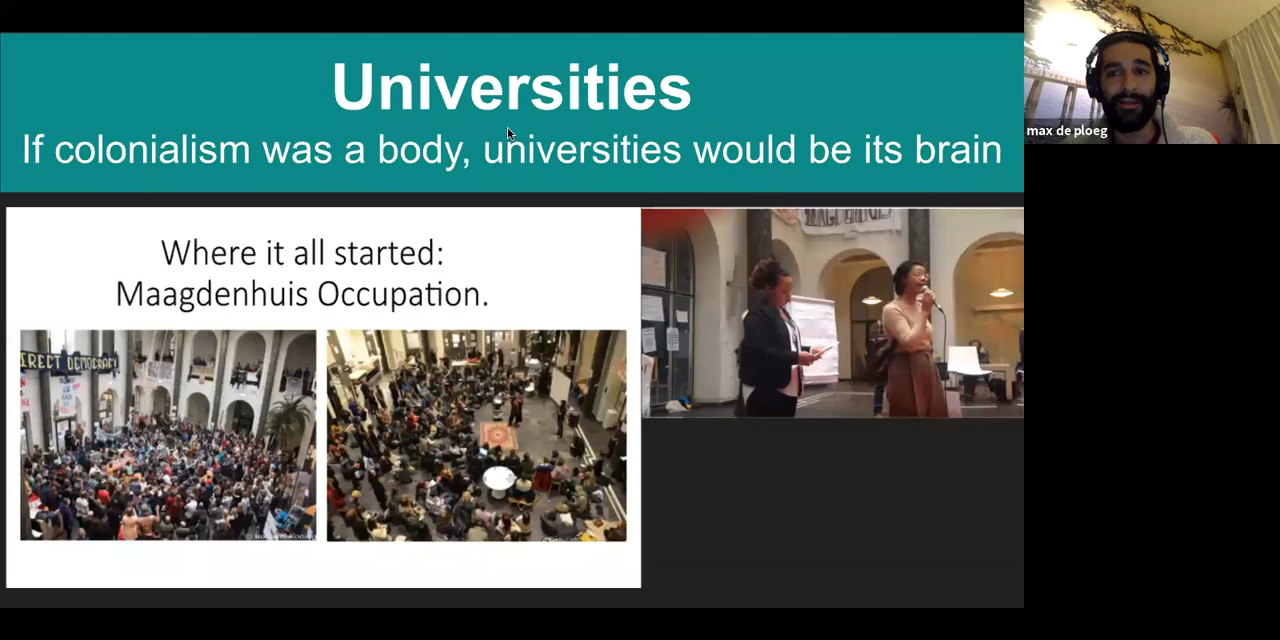 Universities
If colonialism was a body, universities would be its brain
max de ploeg
Where it all started:
Maagdenhuis Occupation.
DIRECT DEMOCRACY